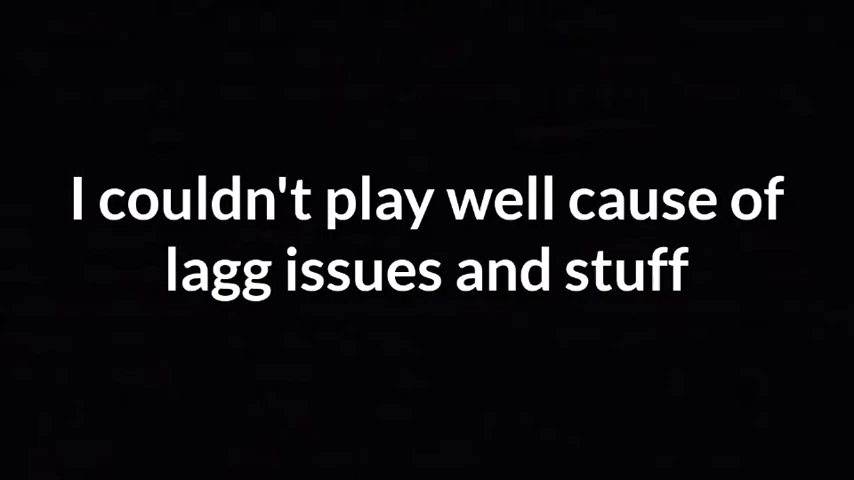 I couldn't play well cause of
lagg issues and stuff